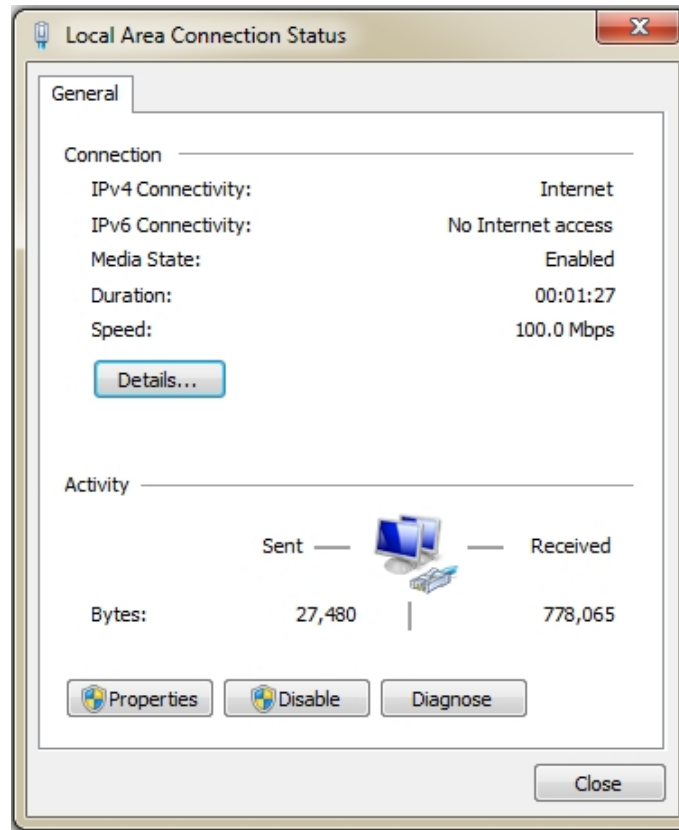 Local Area Connection Status
General
Connection
IPv4 Connectivity: Internet
IPv6 Connectivity: No Internet access
Media State: Enabled
Duration: 00:01:27
Speed: 100.0 Mbps
Details...
Activity
Sent Received
Bytes: 27,480 778,065
Properties Disable Diagnose
Close